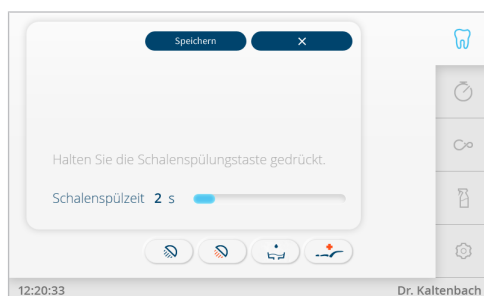 Speichern ×
Halten Sie die Schalenspülungstaste gedrückt.
Schalenspülzeit 2 s
12:20:33 Dr. Kaltenbach